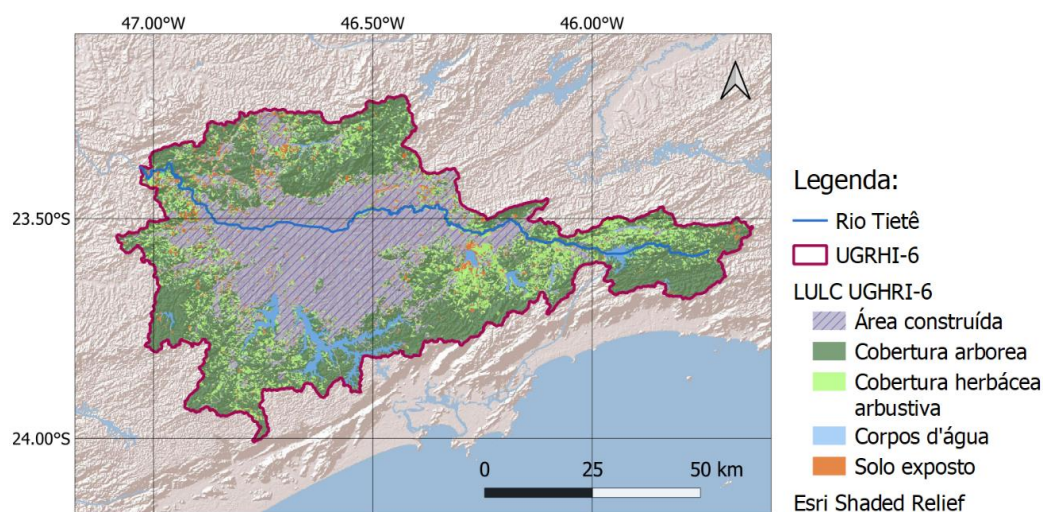 47.00°W 46.50°W 46.00°W
23.50°S
24.00°S
0 25 50 km
Legenda:
Rio Tietê
UGRHI-6
LULC UGHRI-6
Área construída
Cobertura arborea
Cobertura herbácea
arbustiva
Corpos d'água
Solo exposto
Esri Shaded Relief